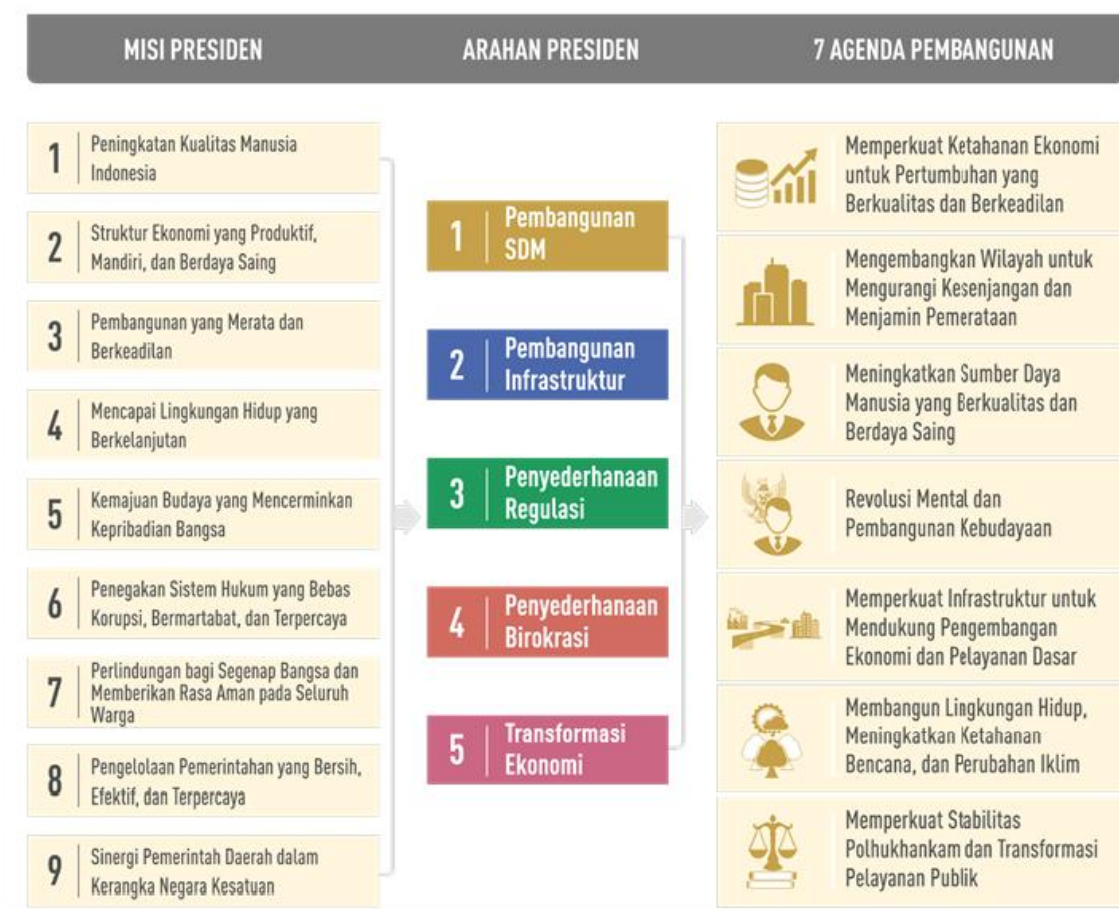 MISI PRESIDEN
ARAHAN PRESIDEN
7 AGENDA PEMBANGUNAN
1
Peningkatan Kualitas Manusia
Indonesia
2
Struktur Ekonomi yang Produktif,
Mandiri, dan Berdaya Saing
3
Pembangunan yang Merata dan
Berkeadilan
4
Mencapai Lingkungan Hidup yang
Berkelanjutan
5
Kemajuan Budaya yang Mencerminkan
Kepribadian Bangsa
6
Penegakan Sistem Hukum yang Bebas
Korupsi, Bermartabat, dan Terpercaya
7
Perlindungan bagi Segenap Bangsa dan
Memberikan Rasa Aman pada Seluruh
Warga
8
Pengelolaan Pemerintahan yang Bersih,
Efektif, dan Terpercaya
9
Sinergi Pemerintah Daerah dalam
Kerangka Negara Kesatuan
1
Pembangunan
SDM
2
Pembangunan
Infrastruktur
3
Penyederhanaan
Regulasi
4
Penyederhanaan
Birokrasi
5
Transformasi
Ekonomi
Memperkuat Ketahanan Ekonomi
untuk Pertumbuhan yang
Berkualitas dan Berkeadilan
Mengembangkan Wilayah untuk
Mengurangi Kesenjangan dan
Menjamin Pemerataan
Meningkatkan Sumber Daya
Manusia yang Berkualitas dan
Berdaya Saing
Revolusi Mental dan
Pembangunan Kebudayaan
Memperkuat Infrastruktur untuk
Mendukung Pengembangan
Ekonomi dan Pelayanan Dasar
Membangun Lingkungan Hidup,
Meningkatkan Ketahanan
Bencana, dan Perubahan Iklim
Memperkuat Stabilitas
Polhukhankam dan Transformasi
Pelayanan Publik